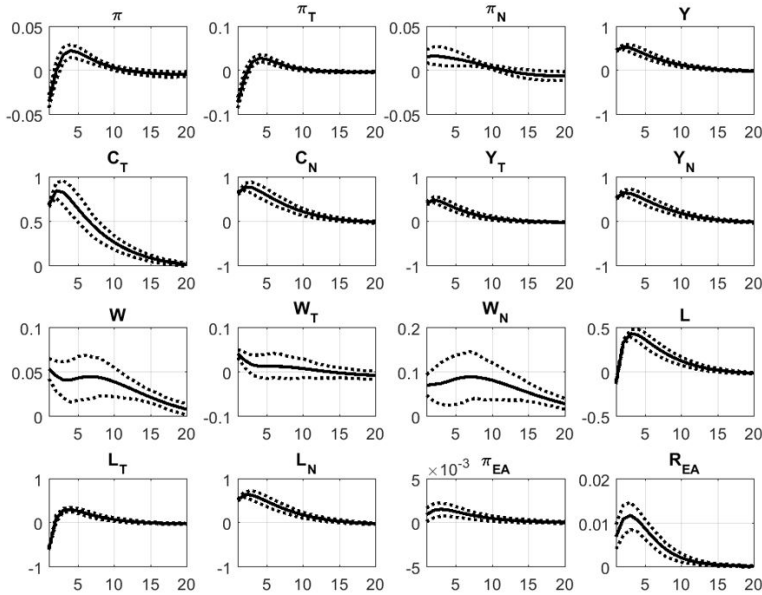 π π_T π_N Y
0.05 0.1 0.05 1
0 0 0 0
-0.05 -0.1 -0.05 -1
5 10 15 20 5 10 15 20 5 10 15 20 5 10 15 20
C_T C_N Y_T Y_N
1 1 1 1
0.5 0 0 0
0 -1 -1 -1
5 10 15 20 5 10 15 20 5 10 15 20 5 10 15 20
W W_T W_N L
0.1 0.1 0.2 0.5
0.05 0 0.1 0
0 -0.1 0 -0.5
5 10 15 20 5 10 15 20 5 10 15 20 5 10 15 20
L_T L_N π_EA R_EA
1 1 5 ×10⁻³ 0.02
0 0 0 0.01
-1 -1 -5 0
5 10 15 20 5 10 15 20 5 10 15 20 5 10 15 20